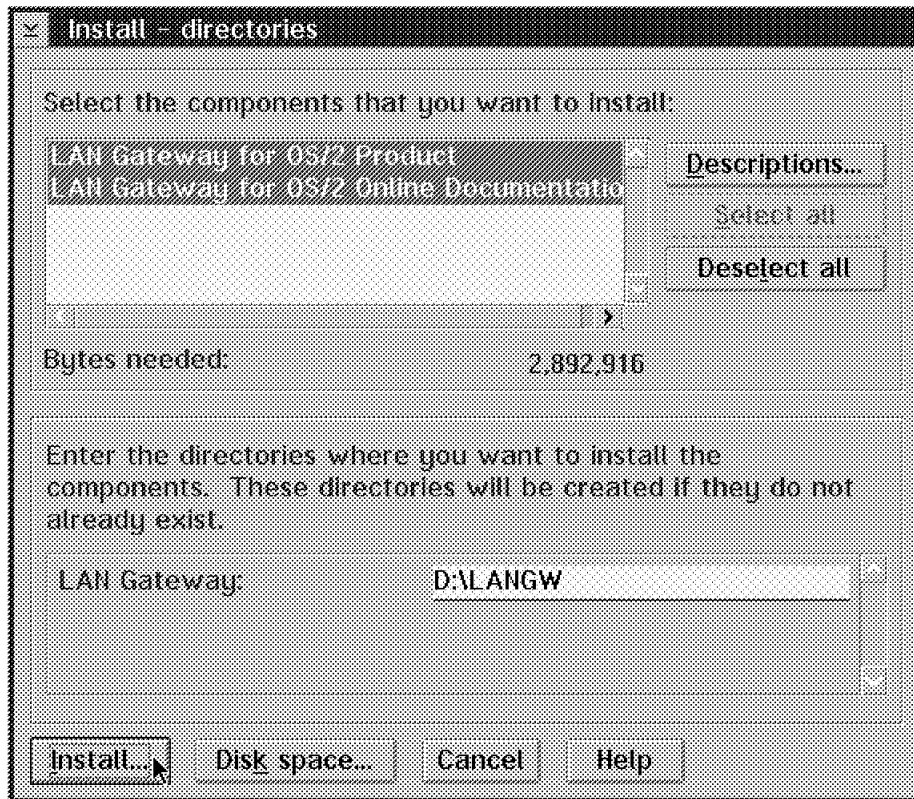 Install - directories
Select the components that you want to install:
LAN Gateway for OS/2 Product
LAN Gateway for OS/2 Online Documentatio
Descriptions...
Select all
Deselect all
Bytes needed: 2,892,916
Enter the directories where you want to install the
components. These directories will be created if they do not
already exist.
LAN Gateway: D:\LANGW
Install... Disk space... Cancel Help